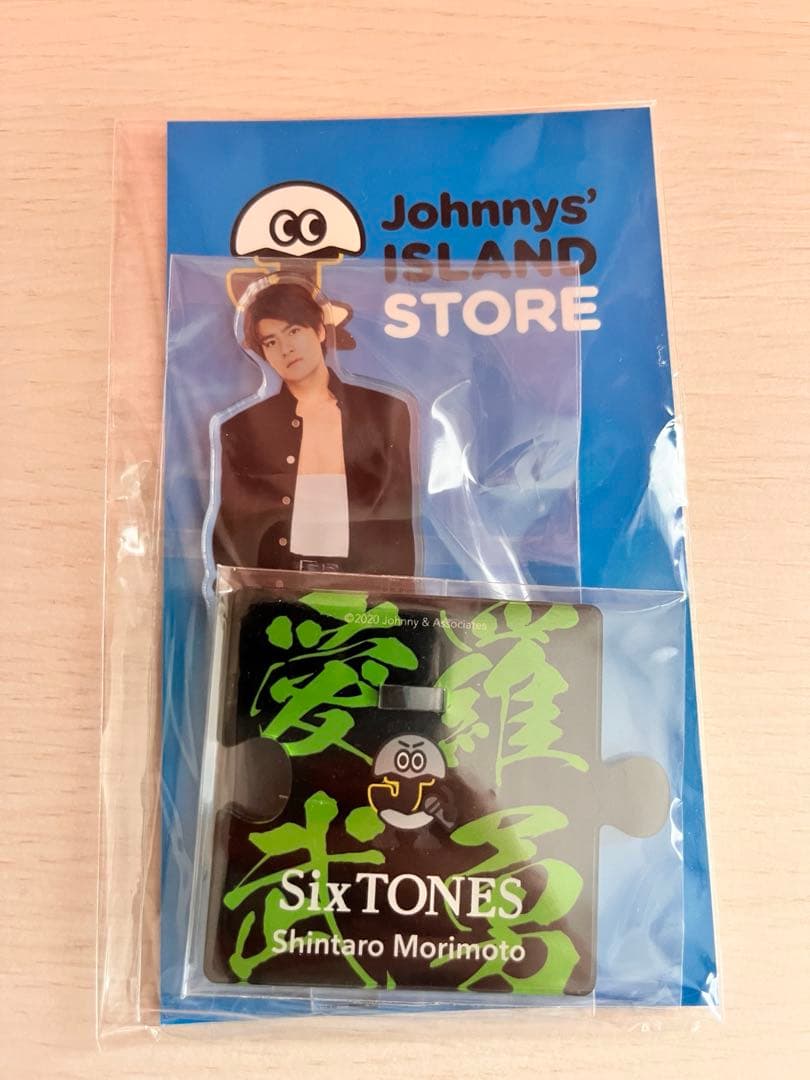 Johnnys'
ISLAND
STORE
©2020 Johnny & Associates
愛羅
武勇
SixTONES
Shintaro Morimoto